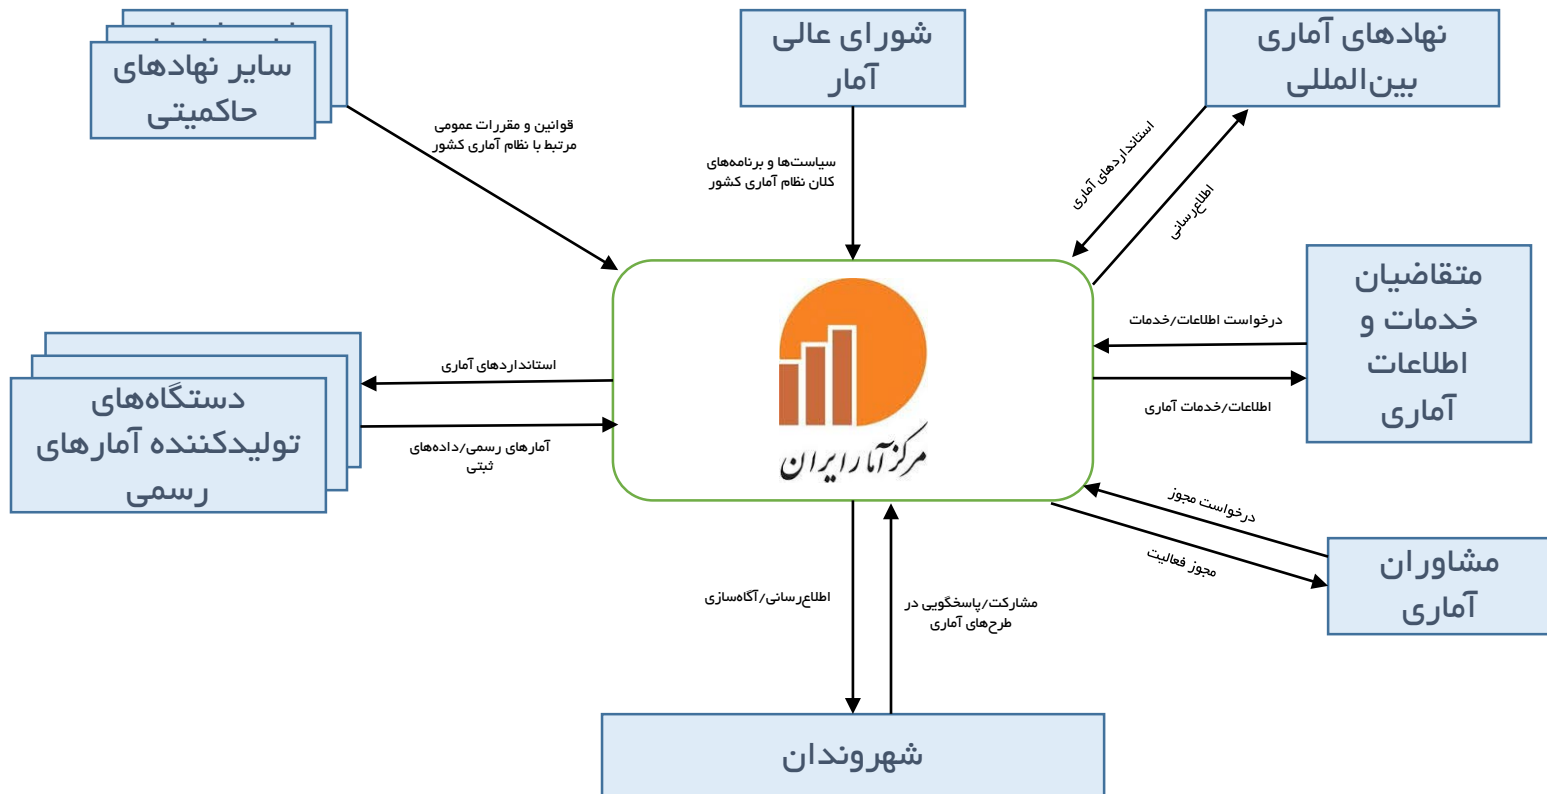 نهادهای آماری
بین‌المللی
شورای عالی
آمار
سایر نهادهای
حاکمیتی
قوانین و مقررات عمومی
مرتبط با نظام آماری کشور
سیاست‌ها و برنامه‌های
کلان نظام آماری کشور
استانداردهای آماری
اطلاع‌رسانی
متقاضیان
خدمات و
اطلاعات
آماری
درخواست اطلاعات/خدمات
اطلاعات/خدمات آماری
مرکز آمار ایران
استانداردهای آماری
آمارهای رسمی/داده‌های
ثبتی
دستگاه‌های
تولیدکننده آمارهای
رسمی
درخواست مجوز
مجوز فعالیت
مشاوران
آماری
مشارکت/پاسخگویی در
طرح‌های آماری
اطلاع‌رسانی/آگاه‌سازی
شهروندان